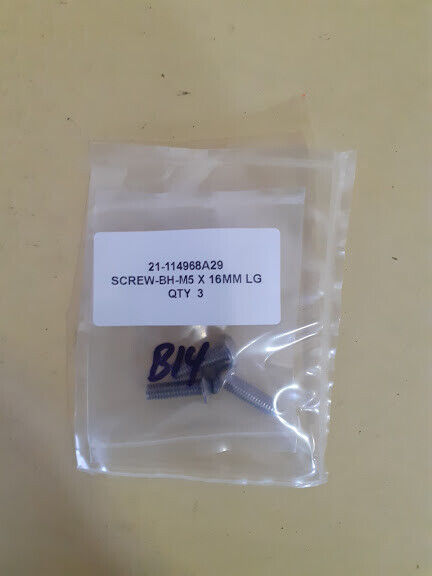 21-114968A29
SCREW-BH-M5 X 16MM LG
QTY 3
B14